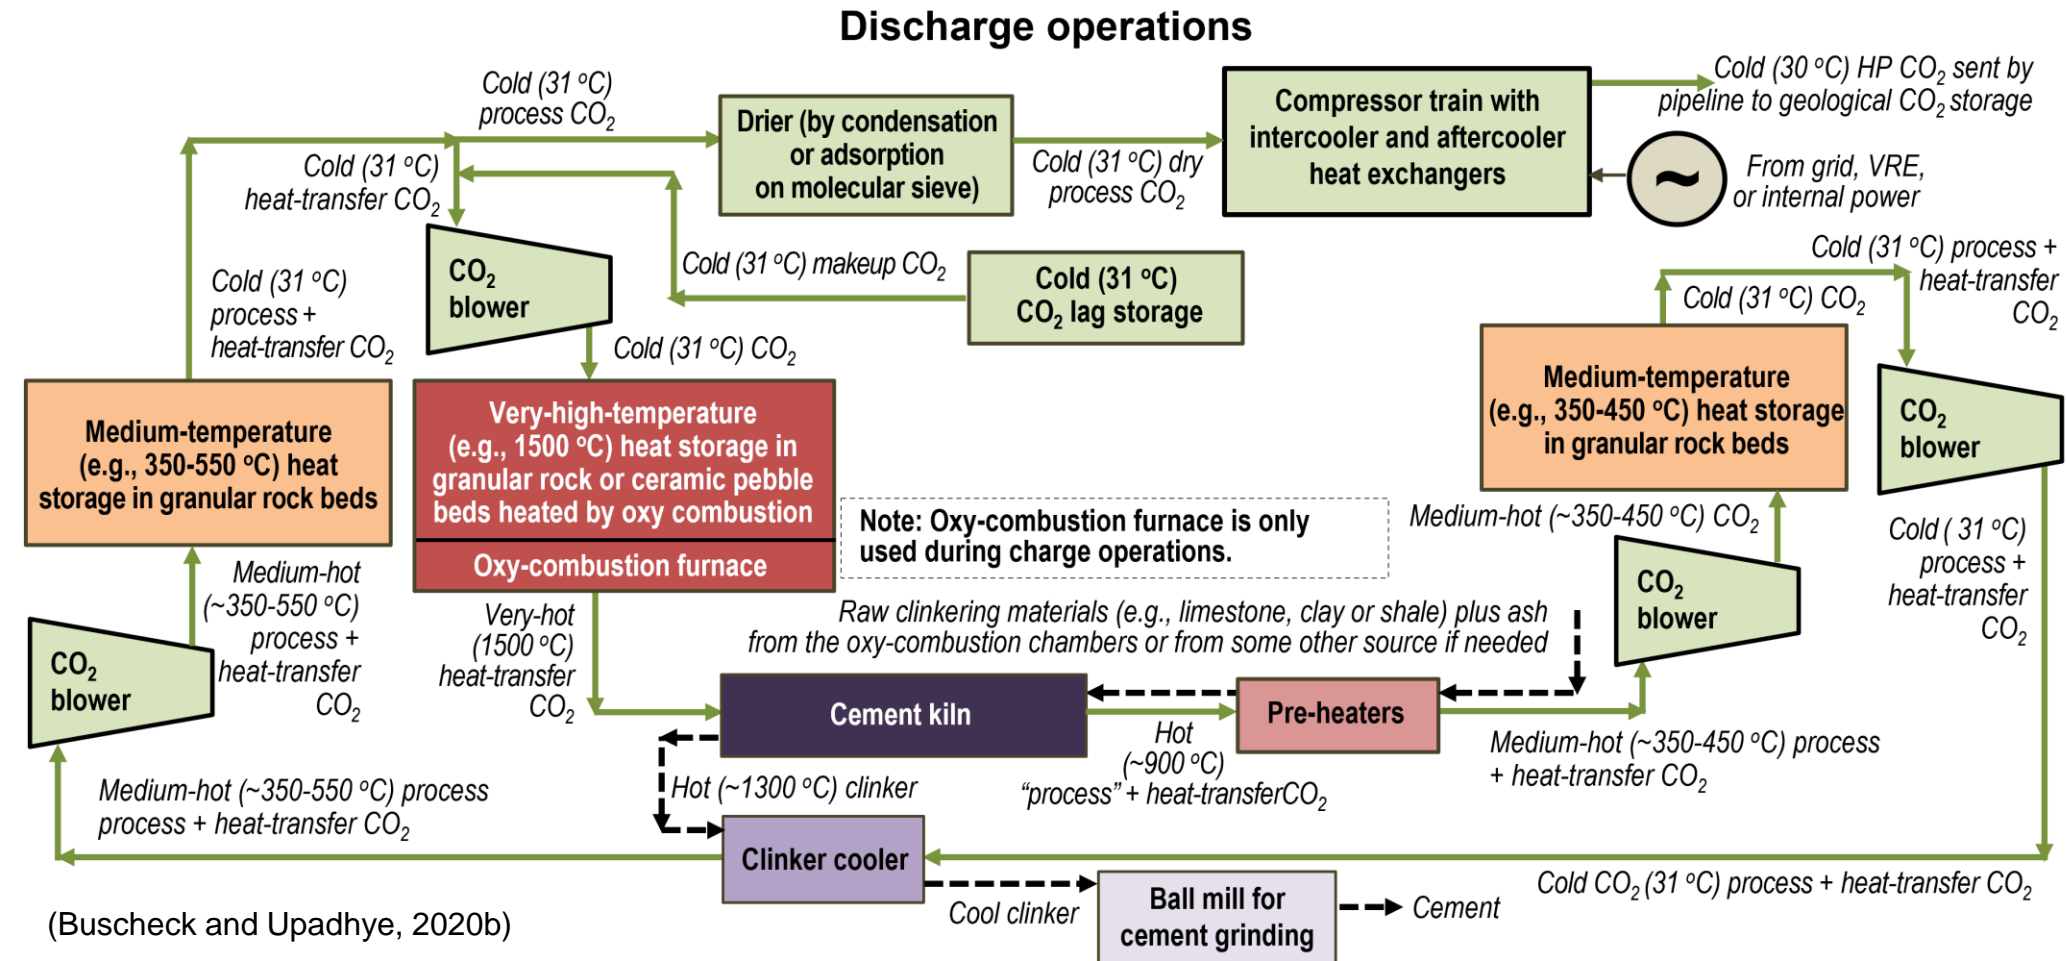 Discharge operations
Cold (31 °C)
process CO₂
Drier (by condensation
or adsorption
on molecular sieve)
Cold (31 °C) dry
process CO₂
Compressor train with
intercooler and aftercooler
heat exchangers
Cold (30 °C) HP CO₂ sent by
pipeline to geological CO₂ storage
~
From grid, VRE,
or internal power
Cold (31 °C)
heat-transfer CO₂
CO₂
blower
Cold (31 °C) makeup CO₂
Cold (31 °C)
CO₂ lag storage
Cold (31 °C)
process +
heat-transfer CO₂
Cold (31 °C) CO₂
Cold (31 °C) CO₂
Cold (31 °C) process +
heat-transfer
CO₂
Medium-temperature
(e.g., 350-550 °C) heat
storage in granular rock beds
Very-high-temperature
(e.g., 1500 °C) heat storage in
granular rock or ceramic pebble
beds heated by oxy combustion
Oxy-combustion furnace
Note: Oxy-combustion furnace is only
used during charge operations.
Medium-temperature
(e.g., 350-450 °C) heat storage
in granular rock beds
CO₂
blower
Medium-hot (~350-450 °C) CO₂
CO₂
blower
Cold ( 31 °C)
process +
heat-transfer
CO₂
Medium-hot
(~350-550 °C)
process +
heat-transfer
CO₂
CO₂
blower
Very-hot
(1500 °C)
heat-transfer
CO₂
Raw clinkering materials (e.g., limestone, clay or shale) plus ash
from the oxy-combustion chambers or from some other source if needed
Cement kiln
Pre-heaters
Hot
(~900 °C)
“process” + heat-transferCO₂
Medium-hot (~350-450 °C) process
+ heat-transfer CO₂
Medium-hot (~350-550 °C) process
process + heat-transfer CO₂
Hot (~1300 °C) clinker
Clinker cooler
Cold CO₂ (31 °C) process + heat-transfer CO₂
Cool clinker
Ball mill for
cement grinding
Cement
(Buscheck and Upadhye, 2020b)